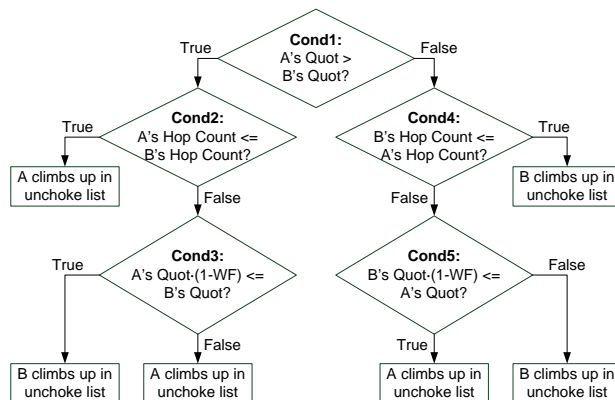 Cond1:
A's Quot >
B's Quot?
True
False
Cond2:
A's Hop Count <=
B's Hop Count?
Cond4:
B's Hop Count <=
A's Hop Count?
True
True
A climbs up in
unchoke list
B climbs up in
unchoke list
False
False
Cond3:
A's Quot·(1-WF) <=
B's Quot?
Cond5:
B's Quot·(1-WF) <=
A's Quot?
True
False
False
True
B climbs up in
unchoke list
A climbs up in
unchoke list
A climbs up in
unchoke list
B climbs up in
unchoke list